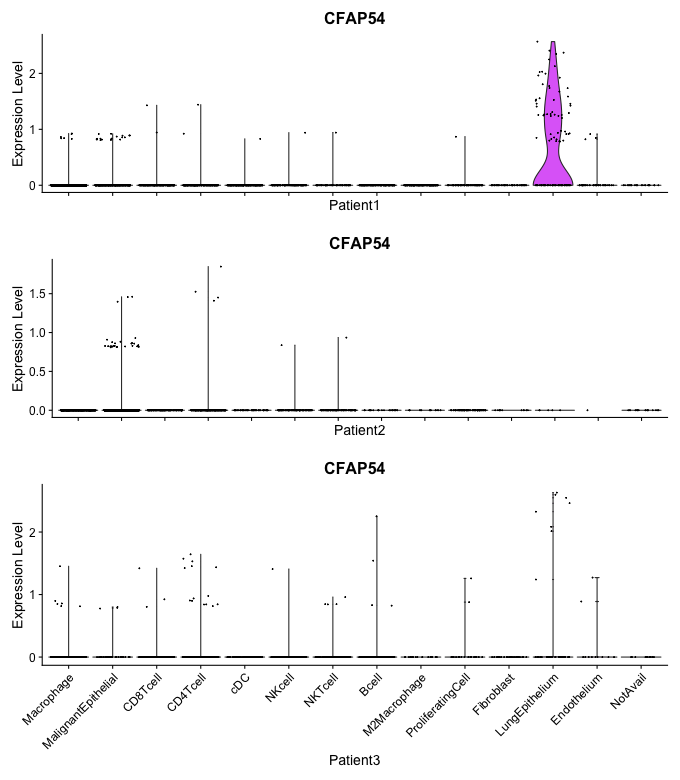 CFAP54
Expression Level
2
1
0
Patient1
CFAP54
Expression Level
1.5
1.0
0.5
0.0
Patient2
CFAP54
Expression Level
2
1
0
Macrophage
MalignantEpithelial
CD8Tcell
CD4Tcell
cDC
NKcell
NKTcell
Bcell
M2Macrophage
ProliferatingCell
Fibroblast
LungEpithelium
Endothelium
NotAvail
Patient3